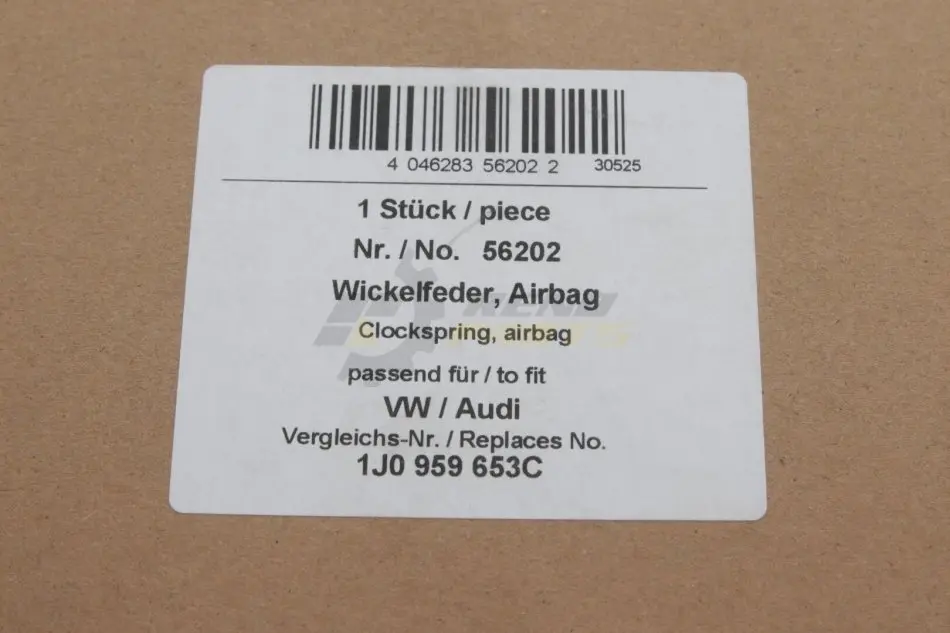 4 046283 56202 2 30525
1 Stück / piece
Nr. / No. 56202
Wickelfeder, Airbag
Clockspring, airbag
passend für / to fit
VW / Audi
Vergleichs-Nr. / Replaces No.
1J0 959 653C